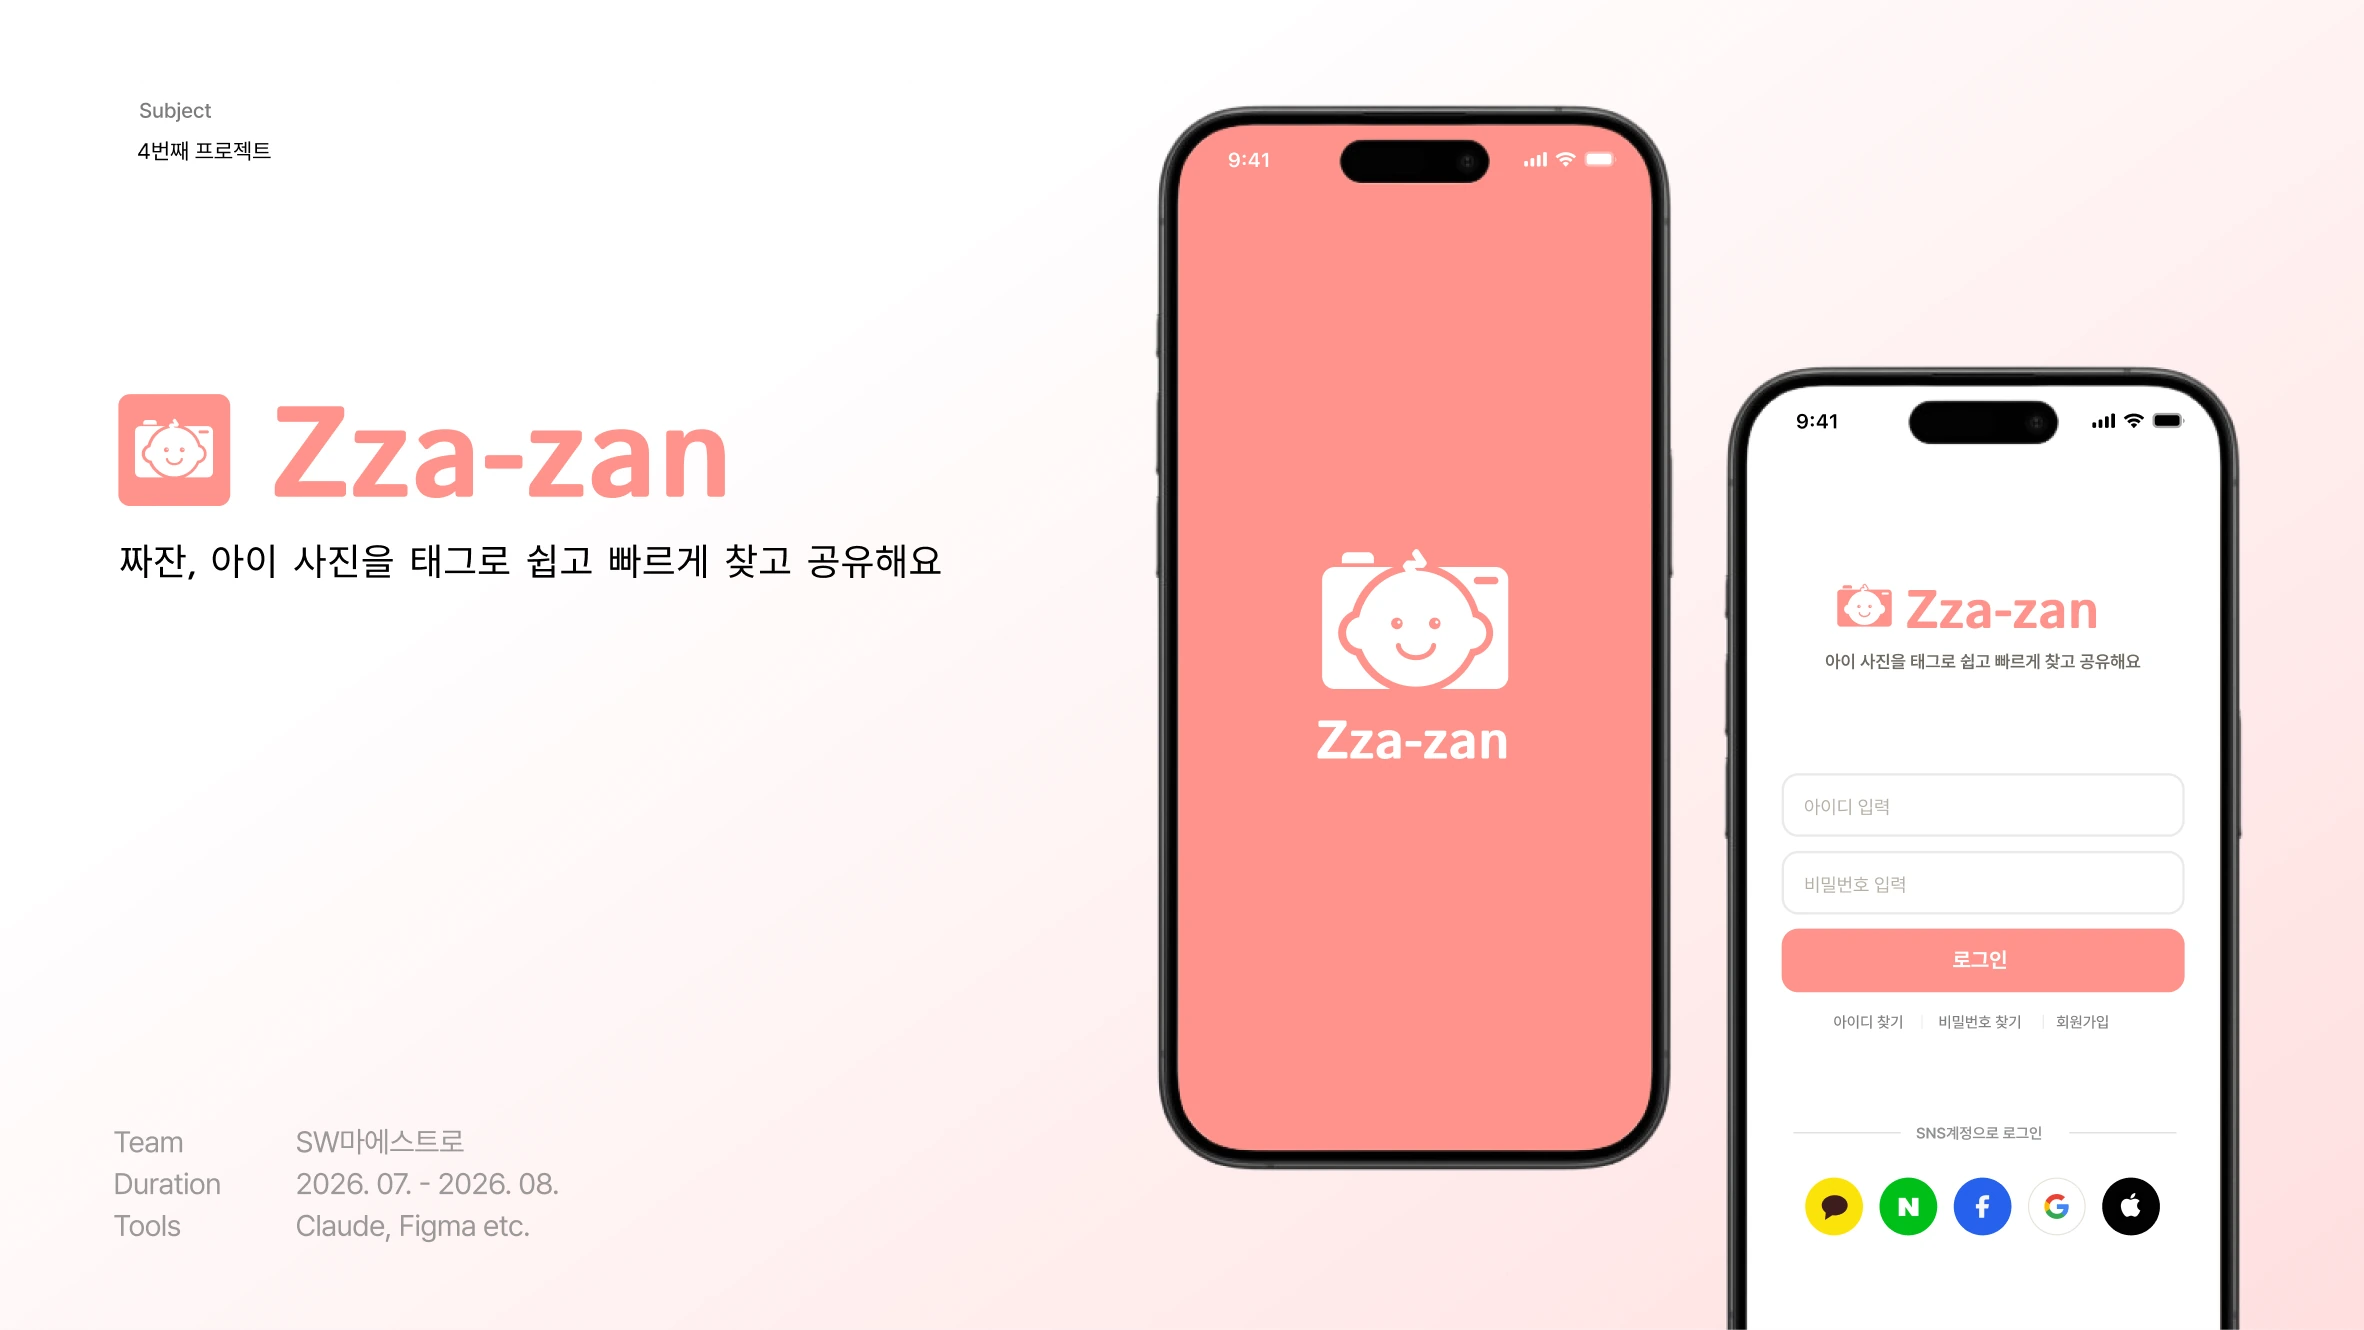 Subject
4번째 프로젝트
Zza-zan
짜잔, 아이 사진을 태그로 쉽고 빠르게 찾고 공유해요
Team SW마에스트로
Duration 2026. 07. - 2026. 08.
Tools Claude, Figma etc.
9:41
Zza-zan
9:41
Zza-zan
아이 사진을 태그로 쉽고 빠르게 찾고 공유해요
아이디 입력
비밀번호 입력
로그인
아이디 찾기 비밀번호 찾기 회원가입
SNS계정으로 로그인
N f G